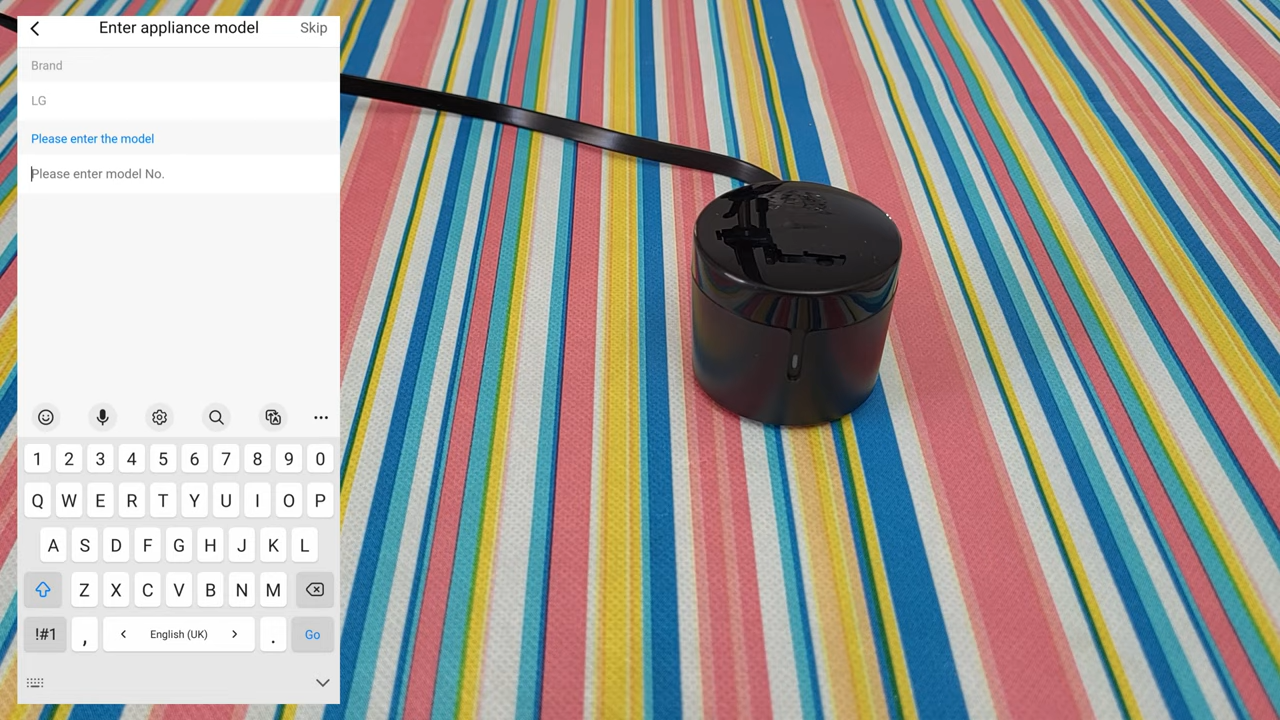 Enter appliance model Skip
Brand
LG
Please enter the model
Please enter model No.
1 2 3 4 5 6 7 8 9 0
Q W E R T Y U I O P
A S D F G H J K L
Z X C V B N M
!#1 , English (UK) . Go